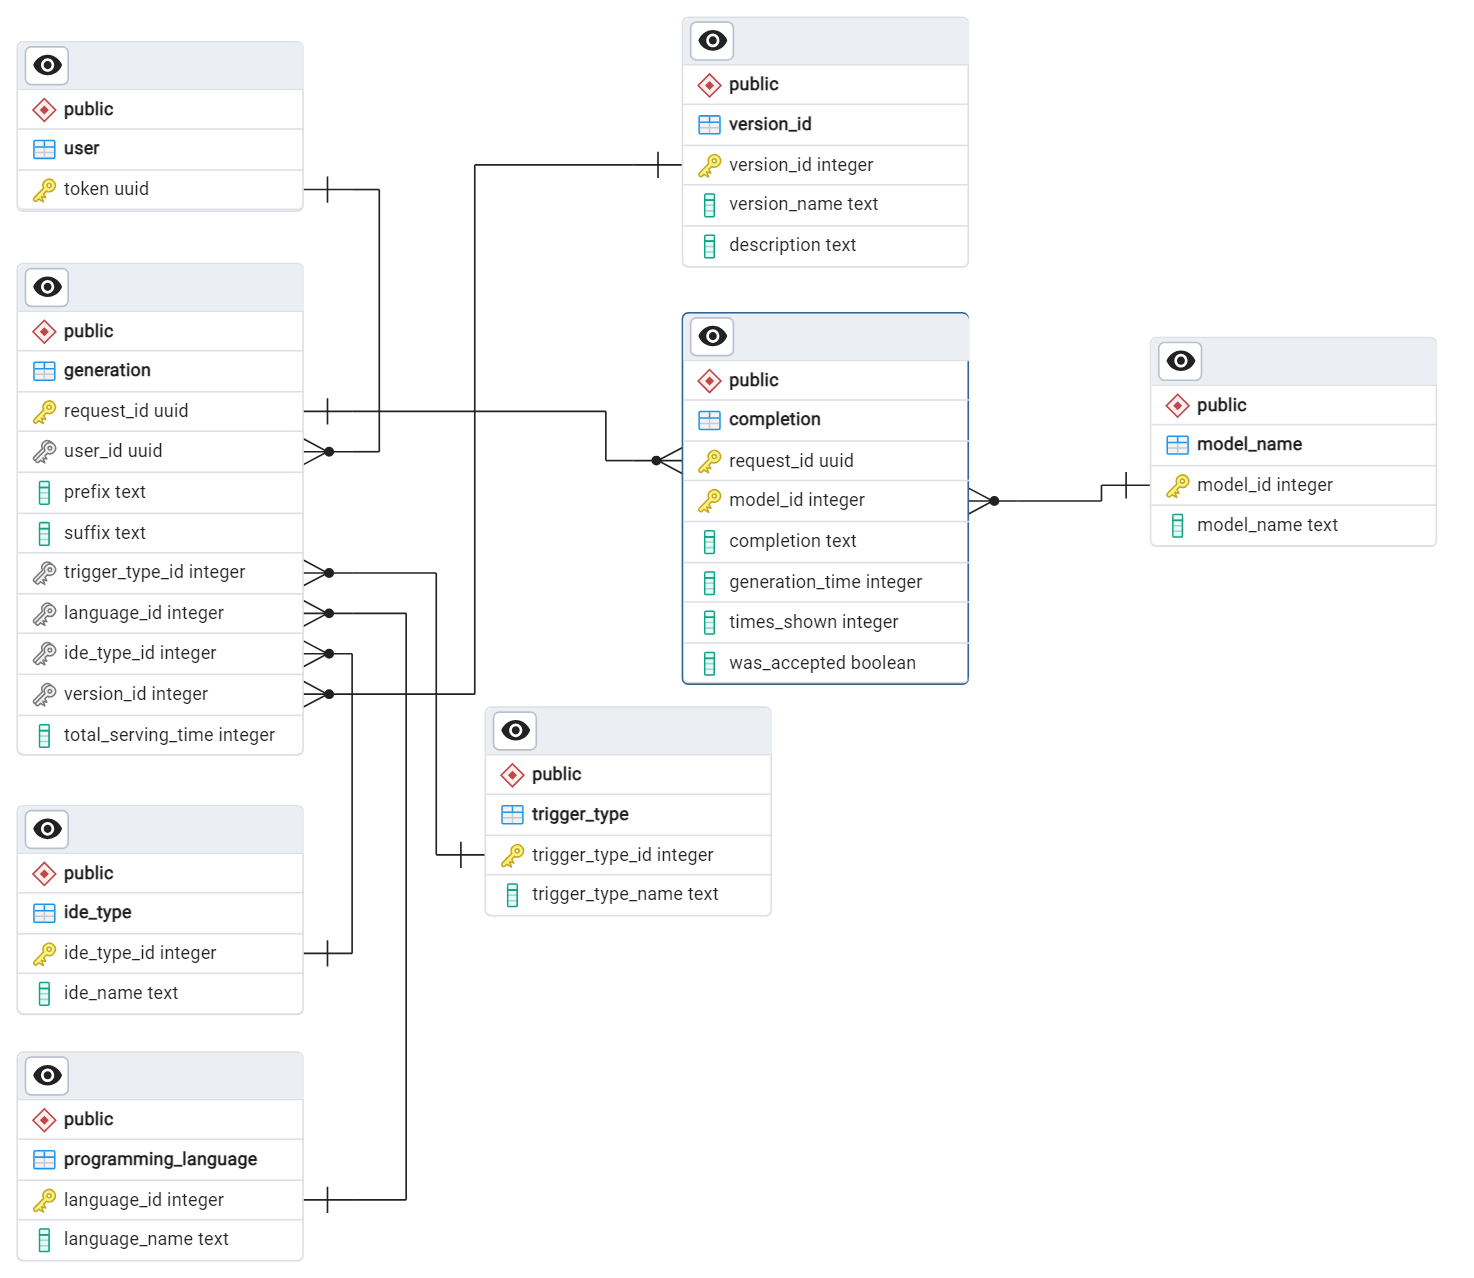 public
user
token uuid
public
generation
request_id uuid
user_id uuid
prefix text
suffix text
trigger_type_id integer
language_id integer
ide_type_id integer
version_id integer
total_serving_time integer
public
ide_type
ide_type_id integer
ide_name text
public
programming_language
language_id integer
language_name text
public
version_id
version_id integer
version_name text
description text
public
completion
request_id uuid
model_id integer
completion text
generation_time integer
times_shown integer
was_accepted boolean
public
trigger_type
trigger_type_id integer
trigger_type_name text
public
model_name
model_id integer
model_name text